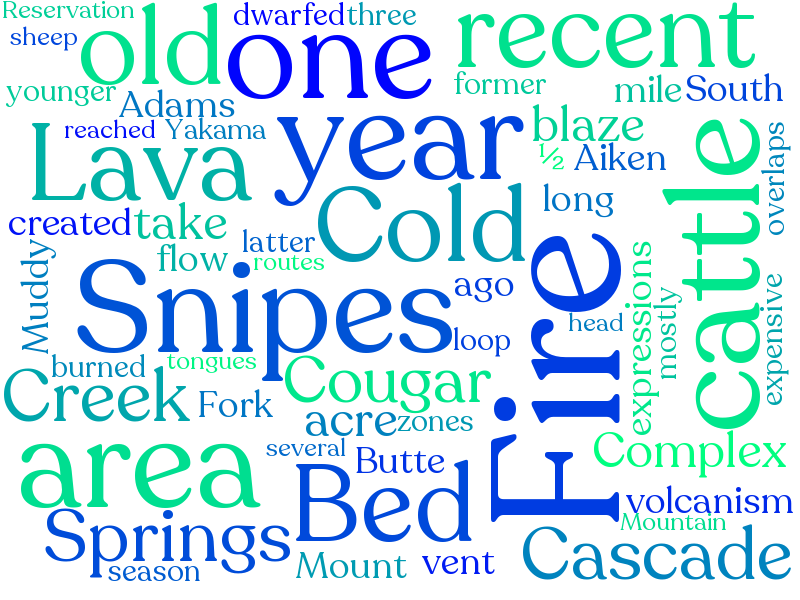 Reservation
dwarfed three
sheep
old one recent
younger
former
mile South
Adams
reached Yakama
Lava year
blaze
½ Aiken
overlaps
cattle
created take
Cold
long
latter
flow
routes
Muddy
Snipes
ago
Fire
expressions
mostly
expensive
head
loop
burned tongues
Creek
Cougar
Fork
acre zones
several
area
Butte
Complex
Bed
volcanism
Mountain
Springs
season
Mount vent
Cascade